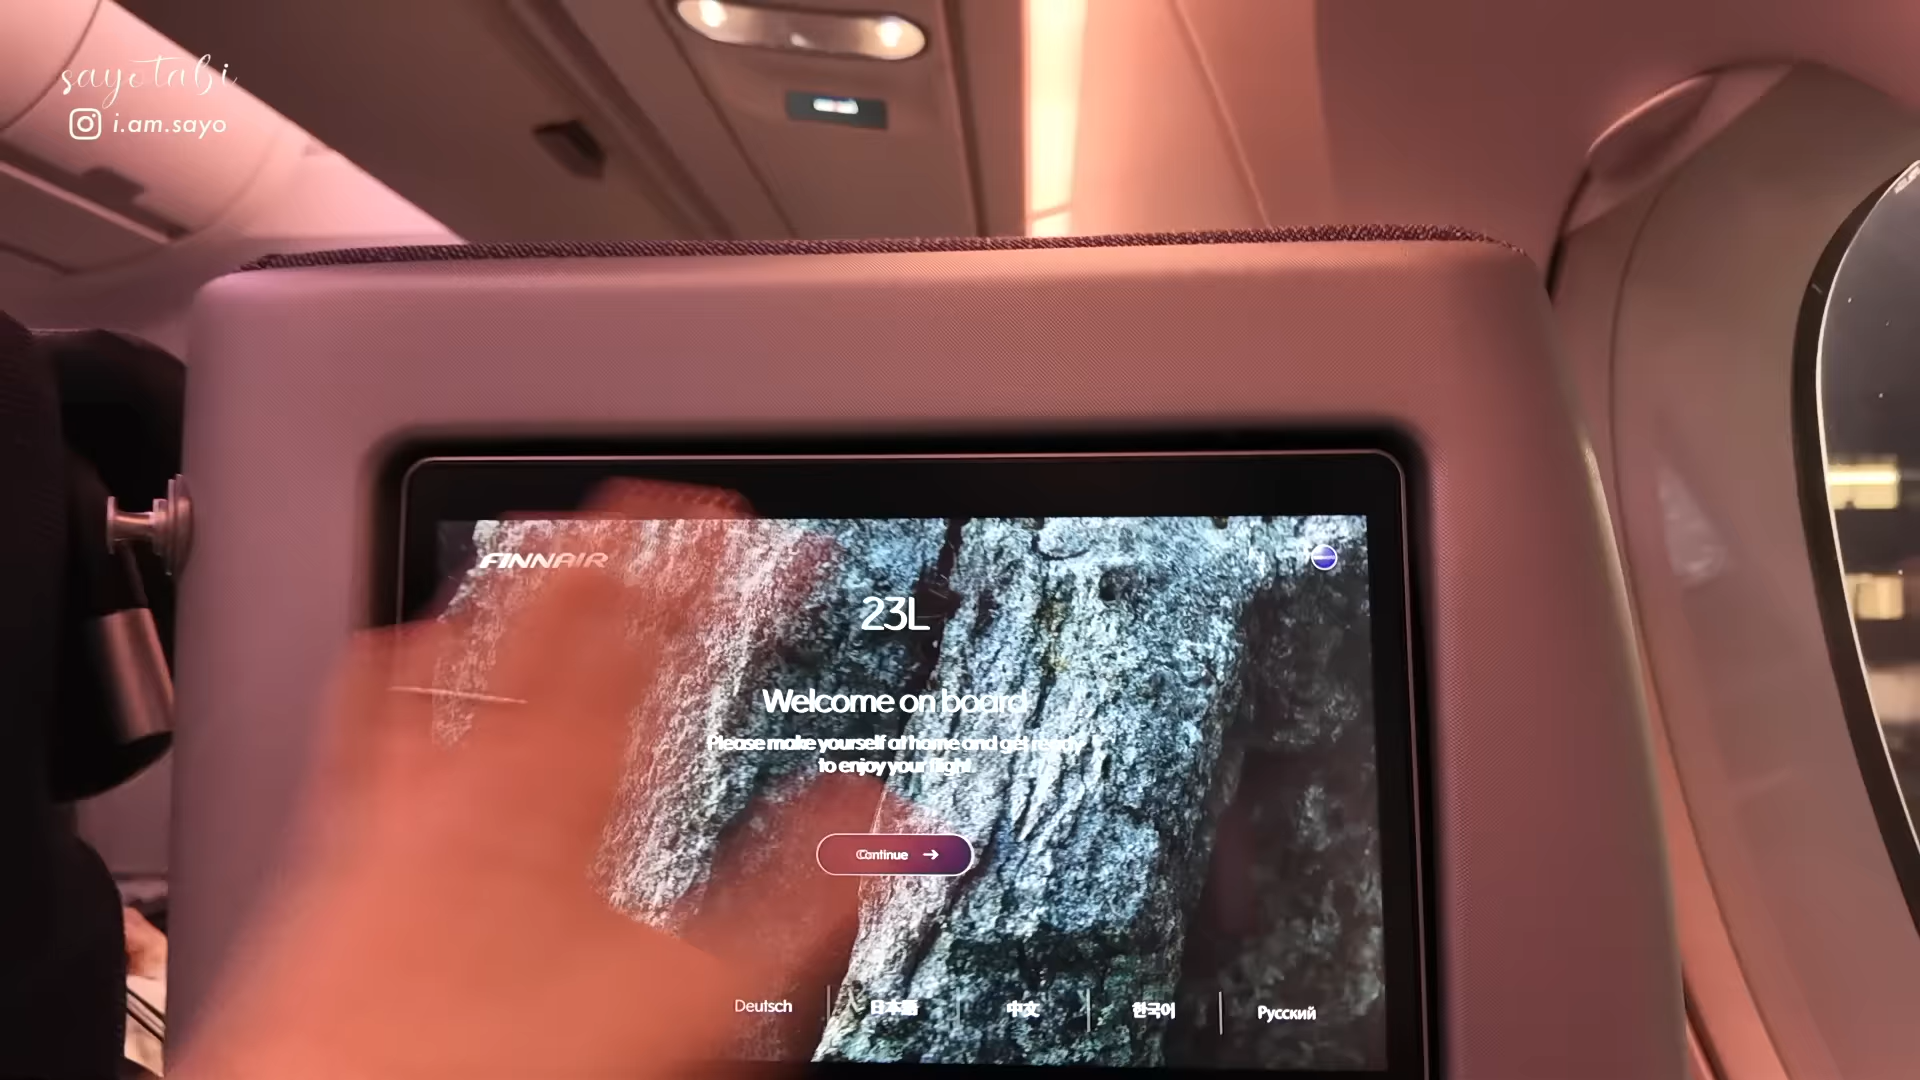 sayotabi
i.am.sayo
FINNAIR
23L
Welcome on board
Please make yourself at home and get ready
to enjoy your flight.
Continue →
Deutsch
日本語
中文
한국어
Русский